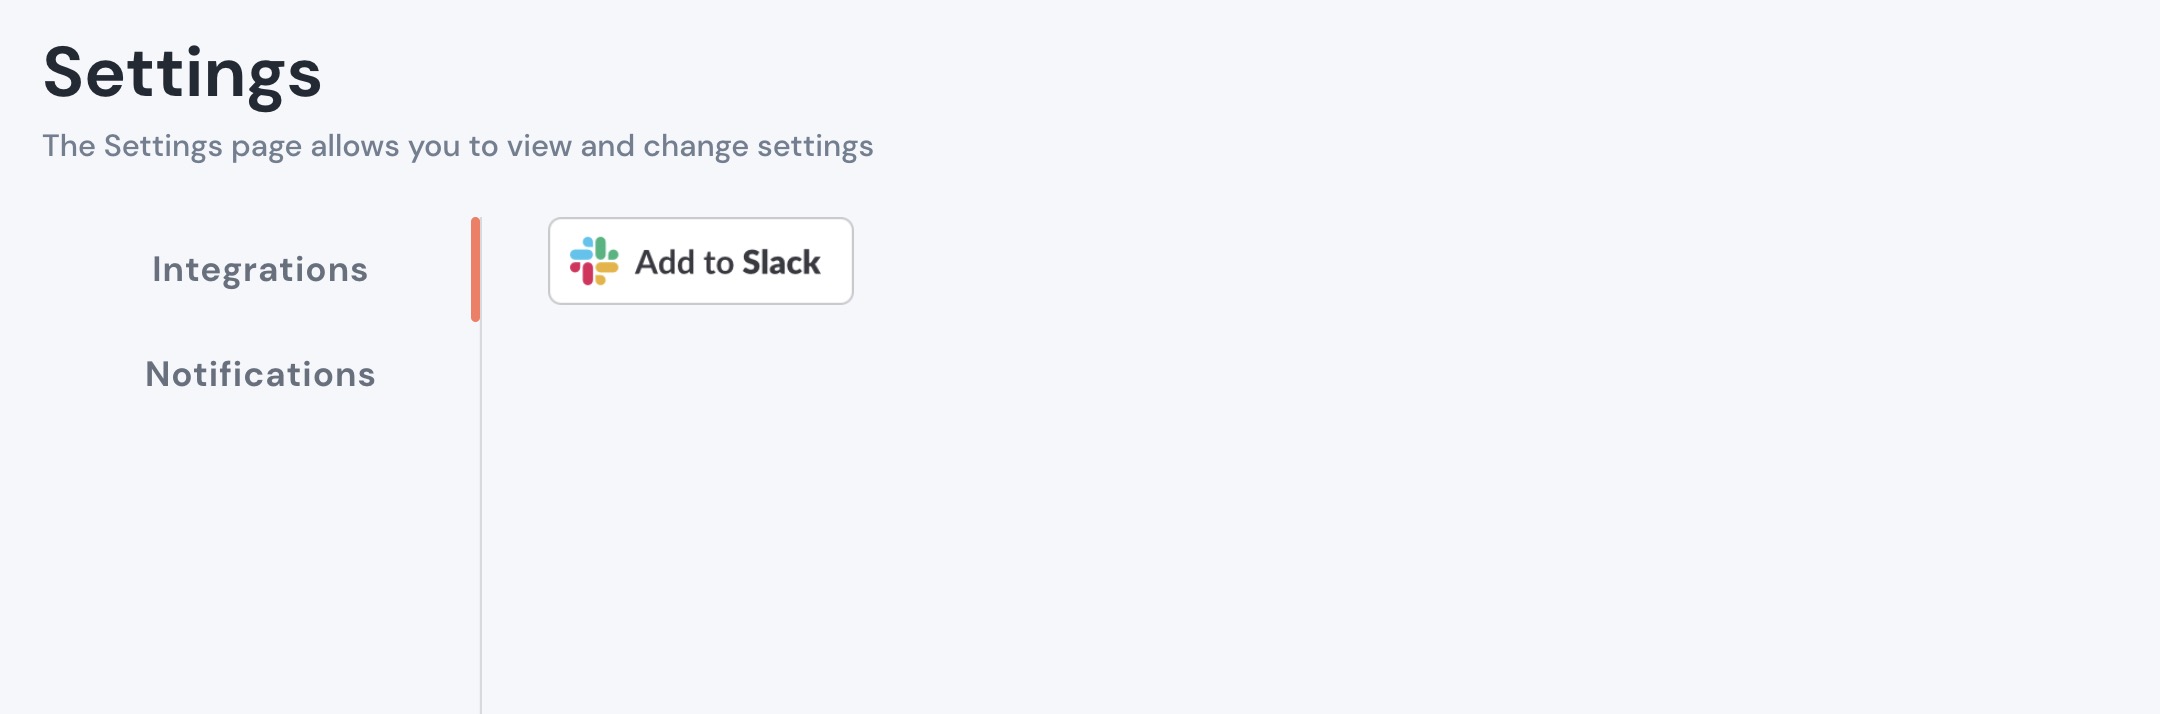 Settings
The Settings page allows you to view and change settings
Integrations
Add to Slack
Notifications